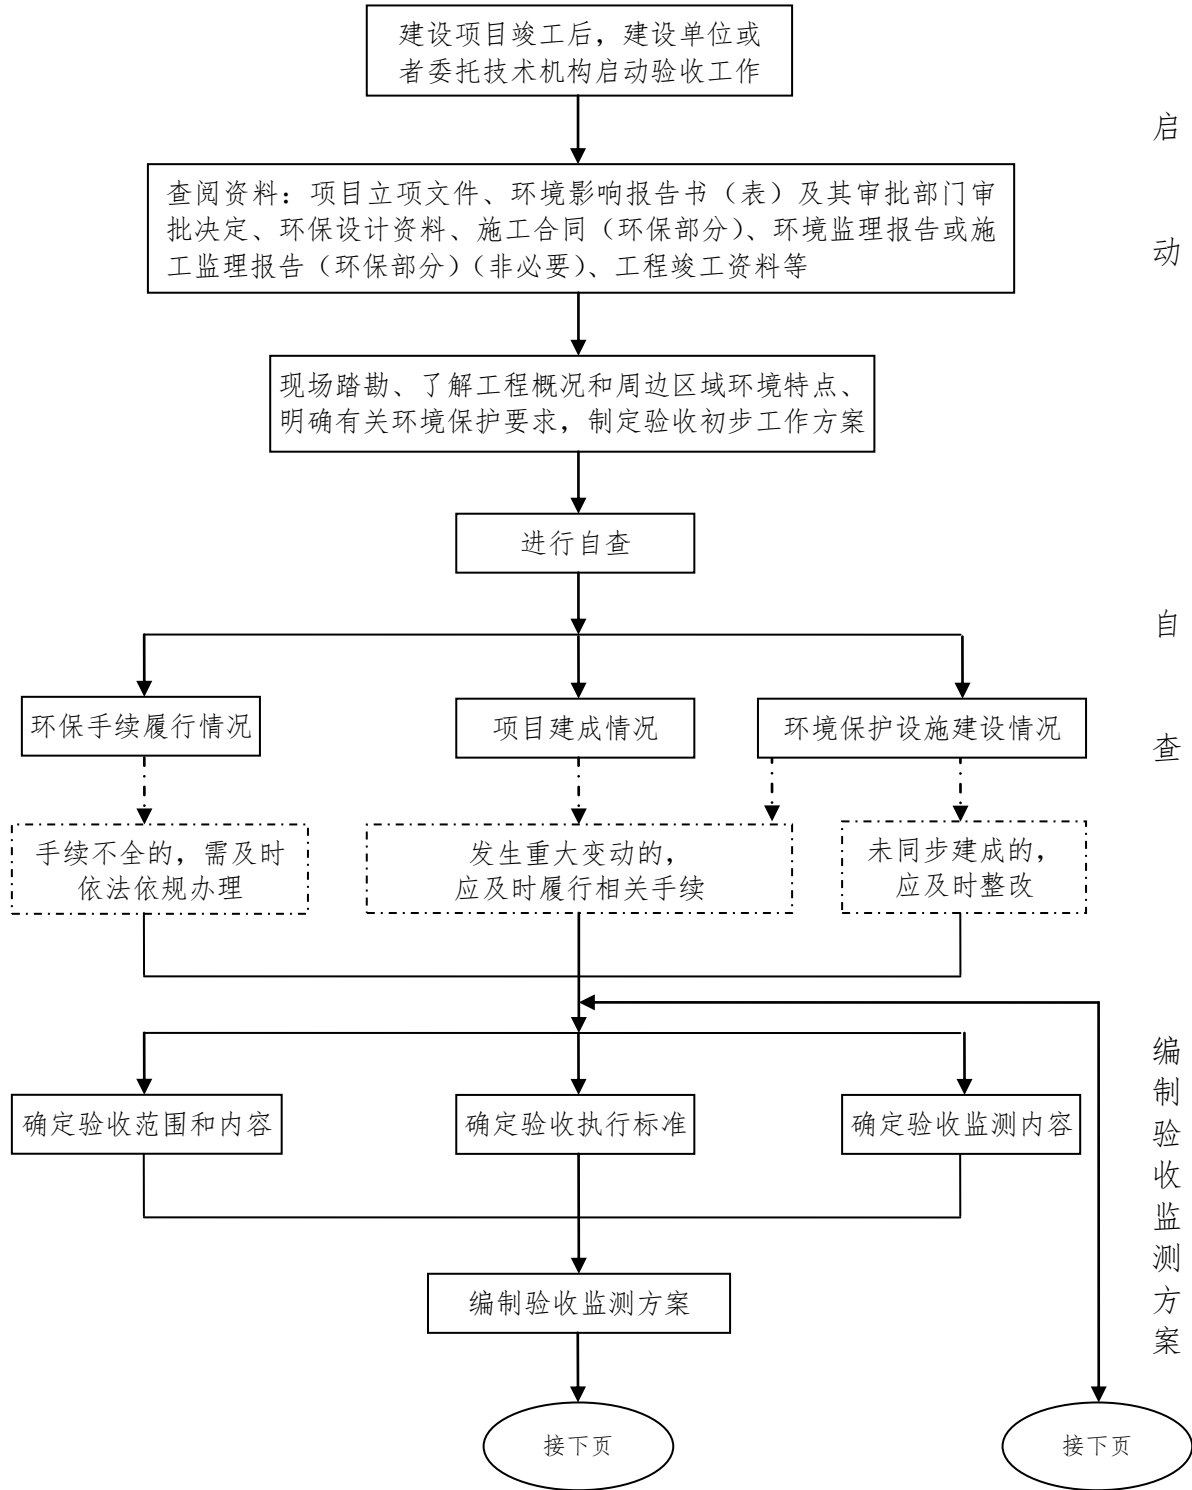 建设项目竣工后，建设单位或
者委托技术机构启动验收工作
启动
查阅资料：项目立项文件、环境影响报告书（表）及其审批部门审
批决定、环保设计资料、施工合同（环保部分）、环境监理报告或施
工监理报告（环保部分）（非必要）、工程竣工资料等
现场踏勘、了解工程概况和周边区域环境特点、
明确有关环境保护要求，制定验收初步工作方案
进行自查
自查
环保手续履行情况
项目建成情况
环境保护设施建设情况
手续不全的，需及时
依法依规办理
发生重大变动的，
应及时履行相关手续
未同步建成的，
应及时整改
编制验收监测方案
确定验收范围和内容
确定验收执行标准
确定验收监测内容
编制验收监测方案
接下页
接下页